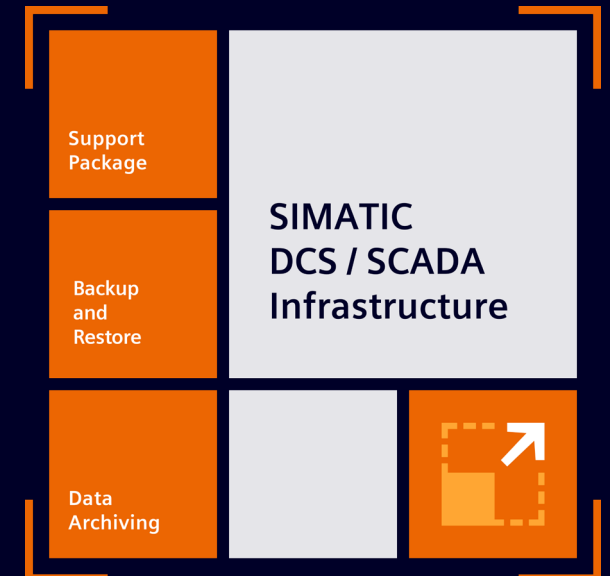 Support
Package
SIMATIC
DCS / SCADA
Infrastructure
Backup
and
Restore
Data
Archiving